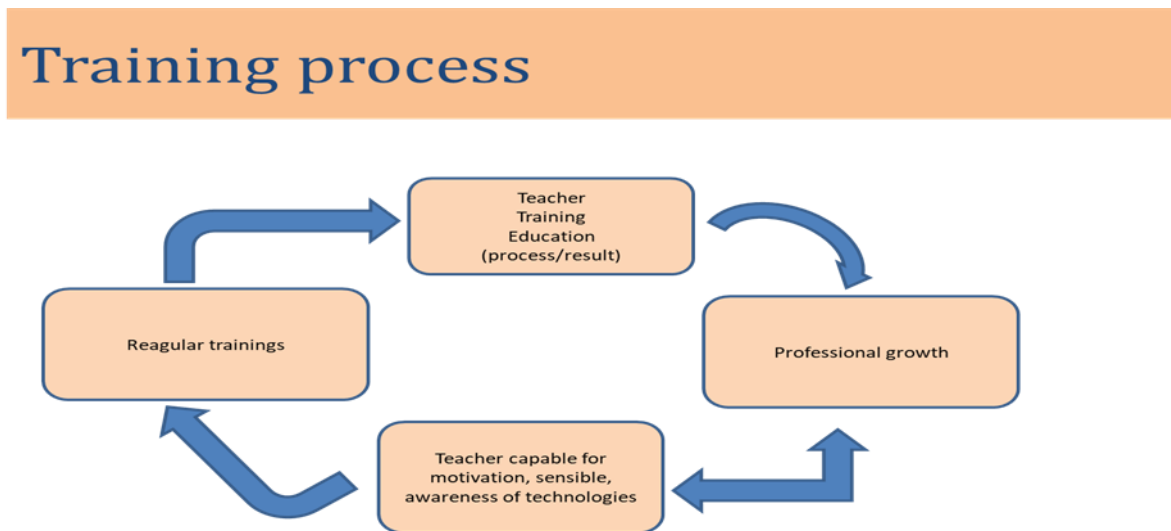 Training process
Teacher
Training
Education
(process/result)
Reagular trainings
Professional growth
Teacher capable for
motivation, sensible,
awareness of technologies